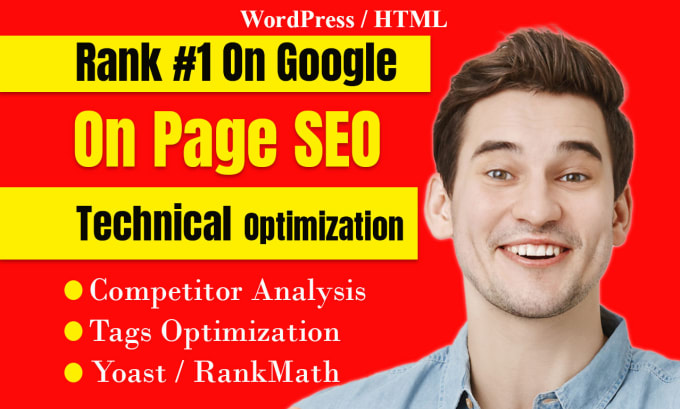 WordPress / HTML
Rank #1 On Google
On Page SEO
Technical Optimization
Competitor Analysis
Tags Optimization
Yoast / RankMath